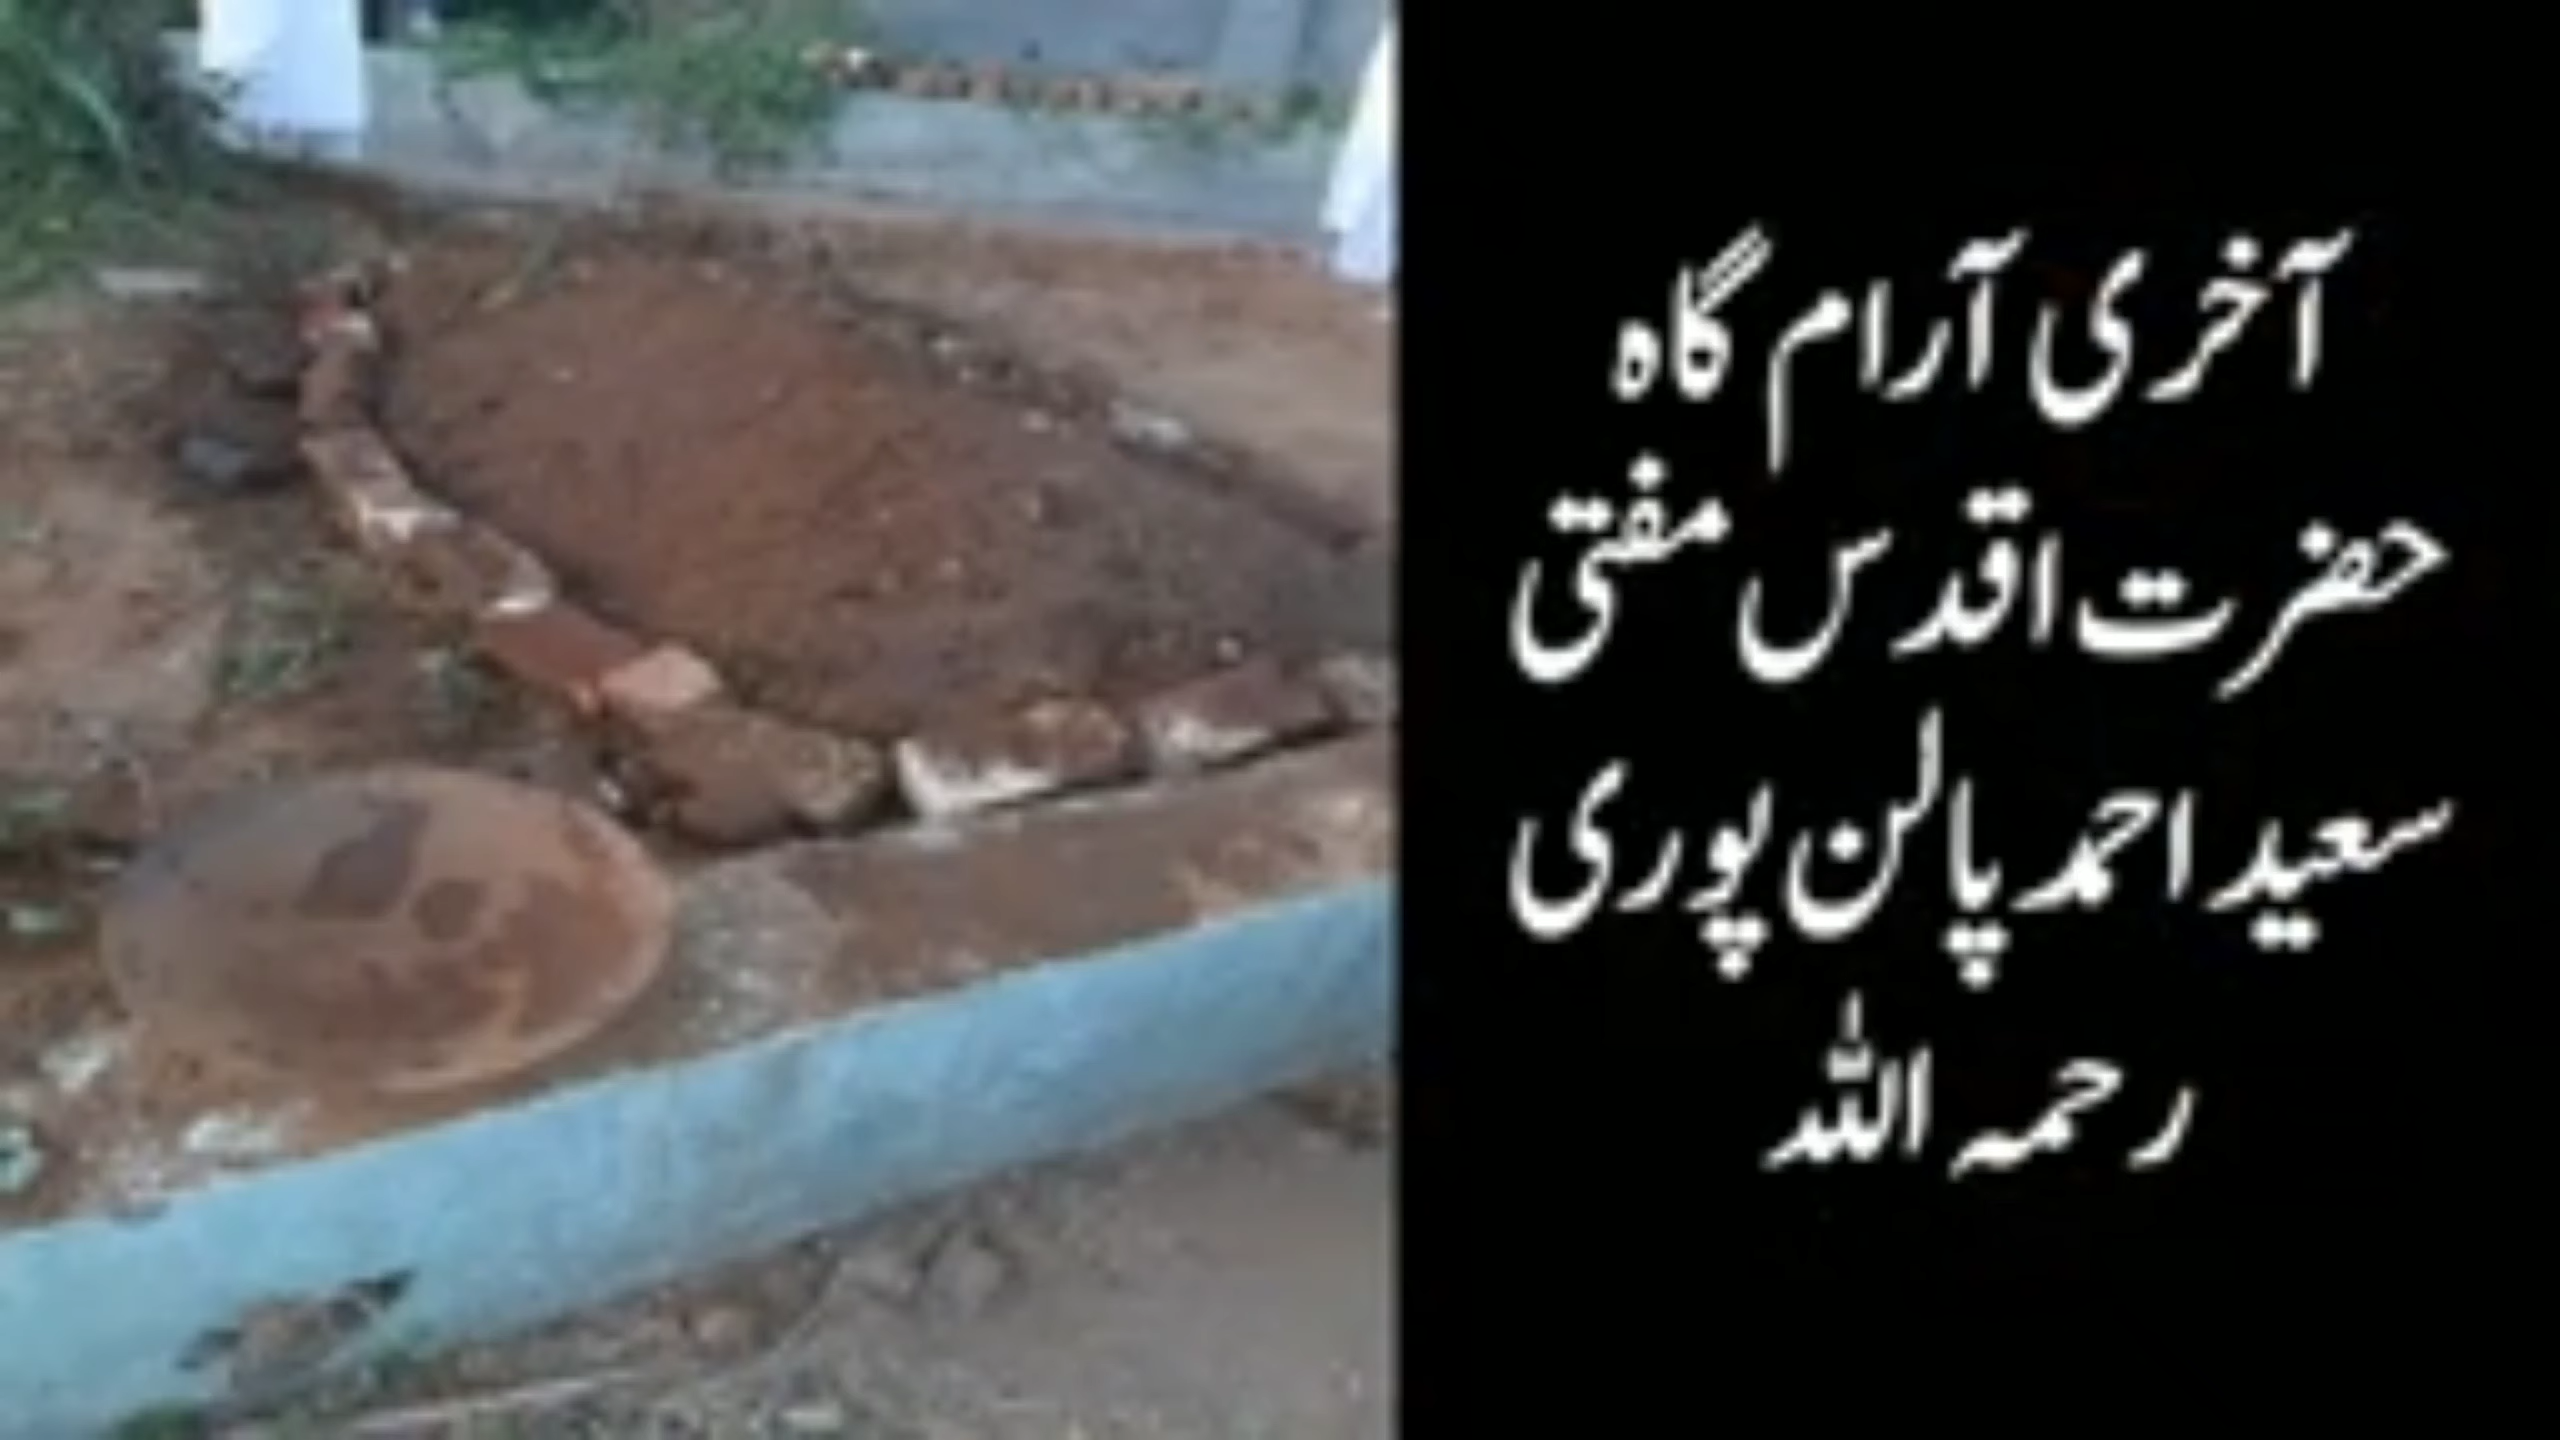 آخری آرام گاہ
حضرت اقدس مفتی
سعید احمد پالن پوری
رحمہ اللہ